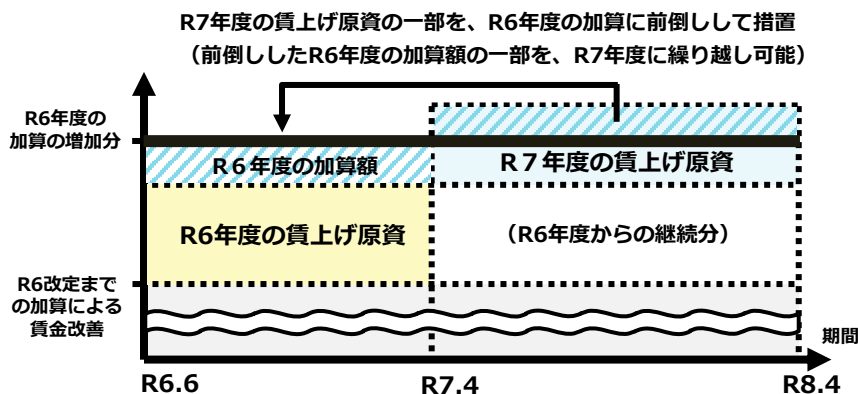 R7年度の賃上げ原資の一部を、R6年度の加算に前倒しして措置
（前倒ししたR6年度の加算額の一部を、R7年度に繰り越し可能）
R6年度の
加算の増加分
R６年度の加算額
R７年度の賃上げ原資
R6年度の賃上げ原資
（R6年度からの継続分）
R6改定まで
の加算による
賃金改善
期間
R6.6
R7.4
R8.4